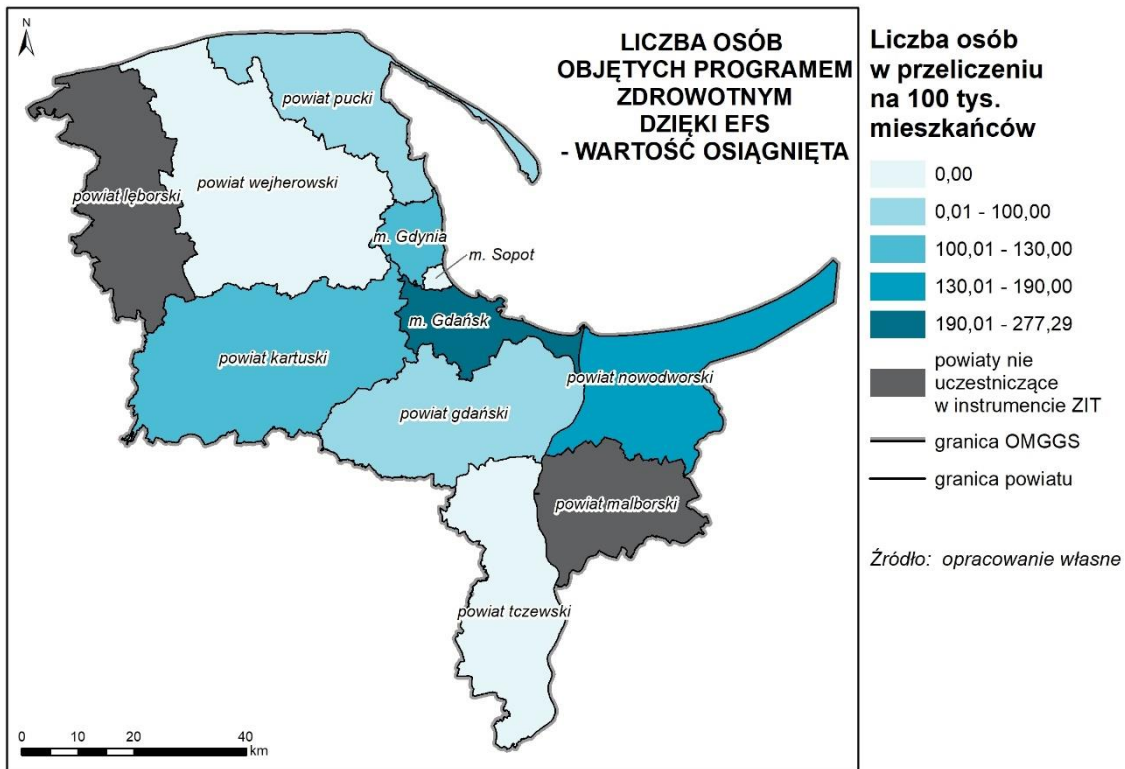 N
LICZBA OSÓB
OBJĘTYCH PROGRAMEM
ZDROWOTNYM
DZIĘKI EFS
- WARTOŚĆ OSIĄGNIĘTA
powiat pucki
powiat wejherowski
powiat lęborski
m. Gdynia
m. Sopot
m. Gdańsk
powiat kartuski
powiat nowodworski
powiat gdański
powiat malborski
powiat tczewski
0 10 20 40
km
Liczba osób
w przeliczeniu
na 100 tys.
mieszkańców
0,00
0,01 - 100,00
100,01 - 130,00
130,01 - 190,00
190,01 - 277,29
powiaty nie
uczestniczące
w instrumencie ZIT
granica OMGGS
granica powiatu
Źródło: opracowanie własne